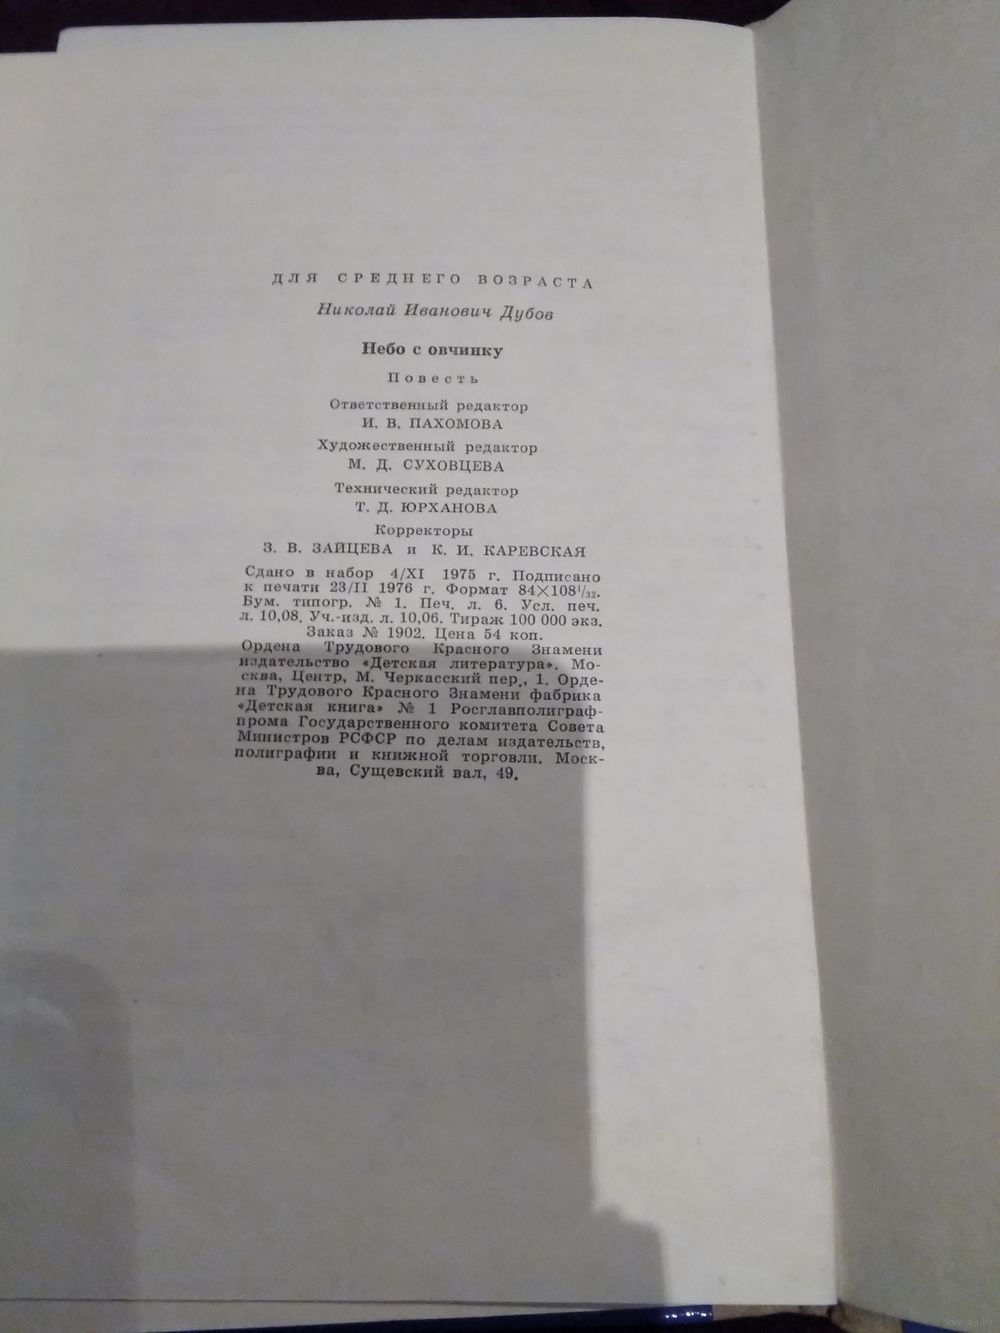 ДЛЯ СРЕДНЕГО ВОЗРАСТА
Николай Иванович Дубов
Небо с овчинку
Повесть
Ответственный редактор
И. В. ПАХОМОВА
Художественный редактор
М. Д. СУХОВЦЕВА
Технический редактор
Т. Д. ЮРХАНОВА
Корректоры
З. В. ЗАЙЦЕВА и К. И. КАРЕВСКАЯ
Сдано в набор 4/XI 1975 г. Подписано
к печати 23/II 1976 г. Формат 84×108¹/₃₂.
Бум. типогр. № 1. Печ. л. 6. Усл. печ.
л. 10,08. Уч.-изд. л. 10,06. Тираж 100 000 экз.
Заказ № 1902. Цена 54 коп.
Ордена Трудового Красного Знамени
издательство «Детская литература». Мо-
сква, Центр, М. Черкасский пер., 1. Орде-
на Трудового Красного Знамени фабрика
«Детская книга» № 1 Росглавполиграф-
прома Государственного комитета Совета
Министров РСФСР по делам издательств,
полиграфии и книжной торговли. Моск-
ва, Сущевский вал, 49.
www.ay.by